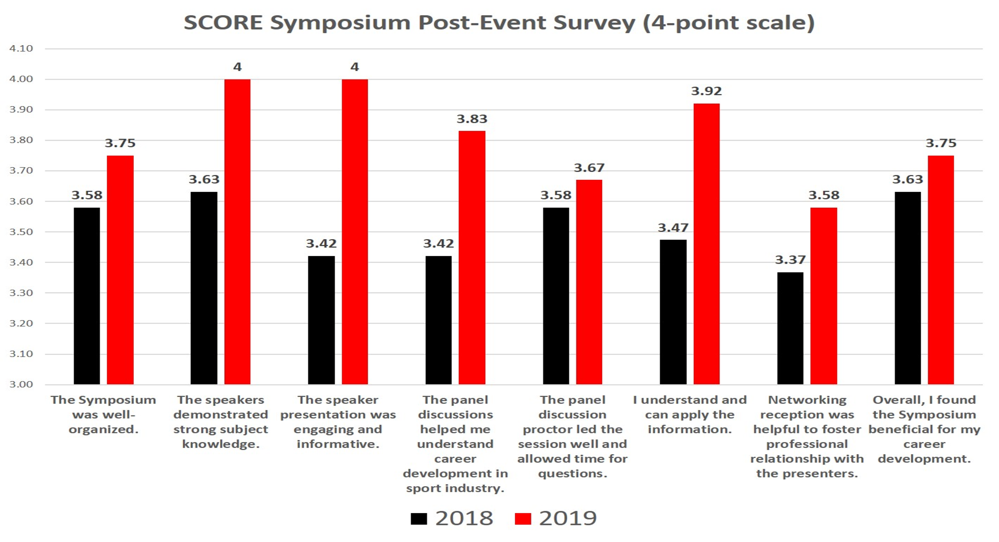 SCORE Symposium Post-Event Survey (4-point scale)
4.10
4.00
3.90
3.80
3.70
3.60
3.50
3.40
3.30
3.20
3.10
3.00
3.58
3.75
3.63
4
3.42
4
3.42
3.83
3.58
3.67
3.47
3.92
3.37
3.58
3.63
3.75
The Symposium
was well-
organized.
The speakers
demonstrated
strong subject
knowledge.
The speaker
presentation was
engaging and
informative.
The panel
discussions
helped me
understand
career
development in
sport industry.
The panel
discussion
proctor led the
session well and
allowed time for
questions.
I understand and
can apply the
information.
Networking
reception was
helpful to foster
professional
relationship with
the presenters.
Overall, I found
the Symposium
beneficial for my
career
development.
2018
2019